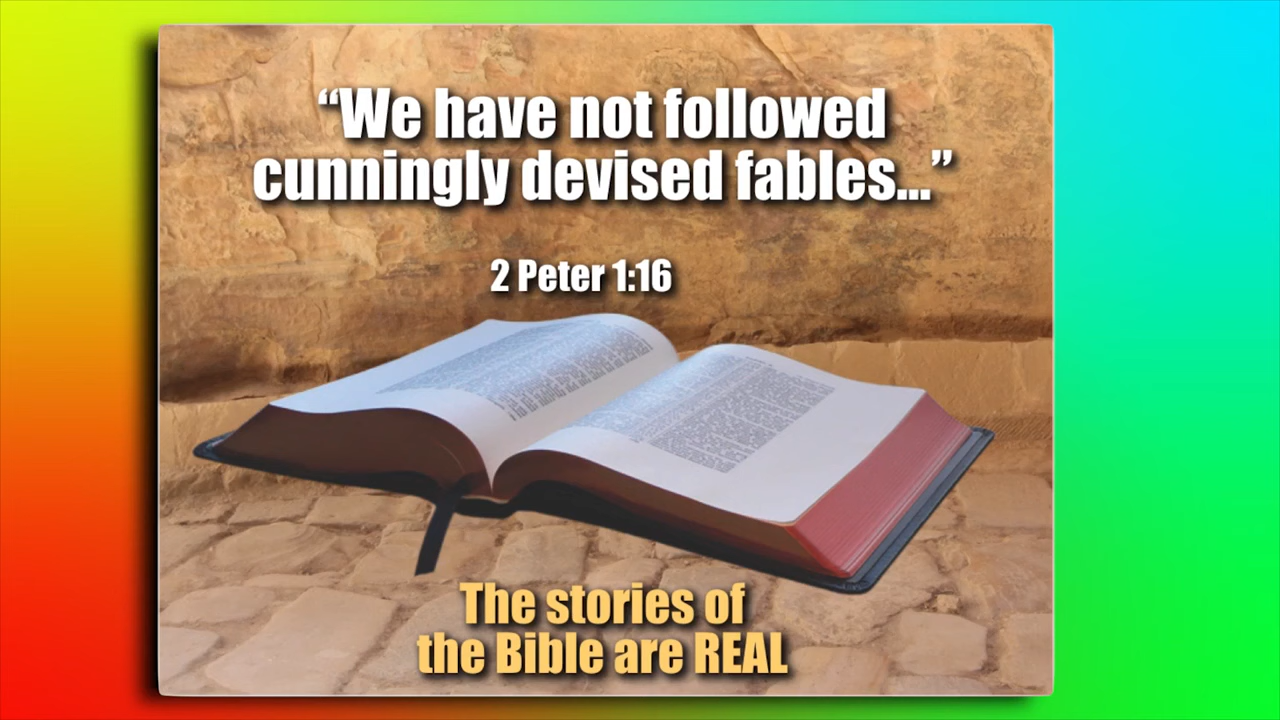 “We have not followed
cunningly devised fables...”
2 Peter 1:16
The stories of
the Bible are REAL